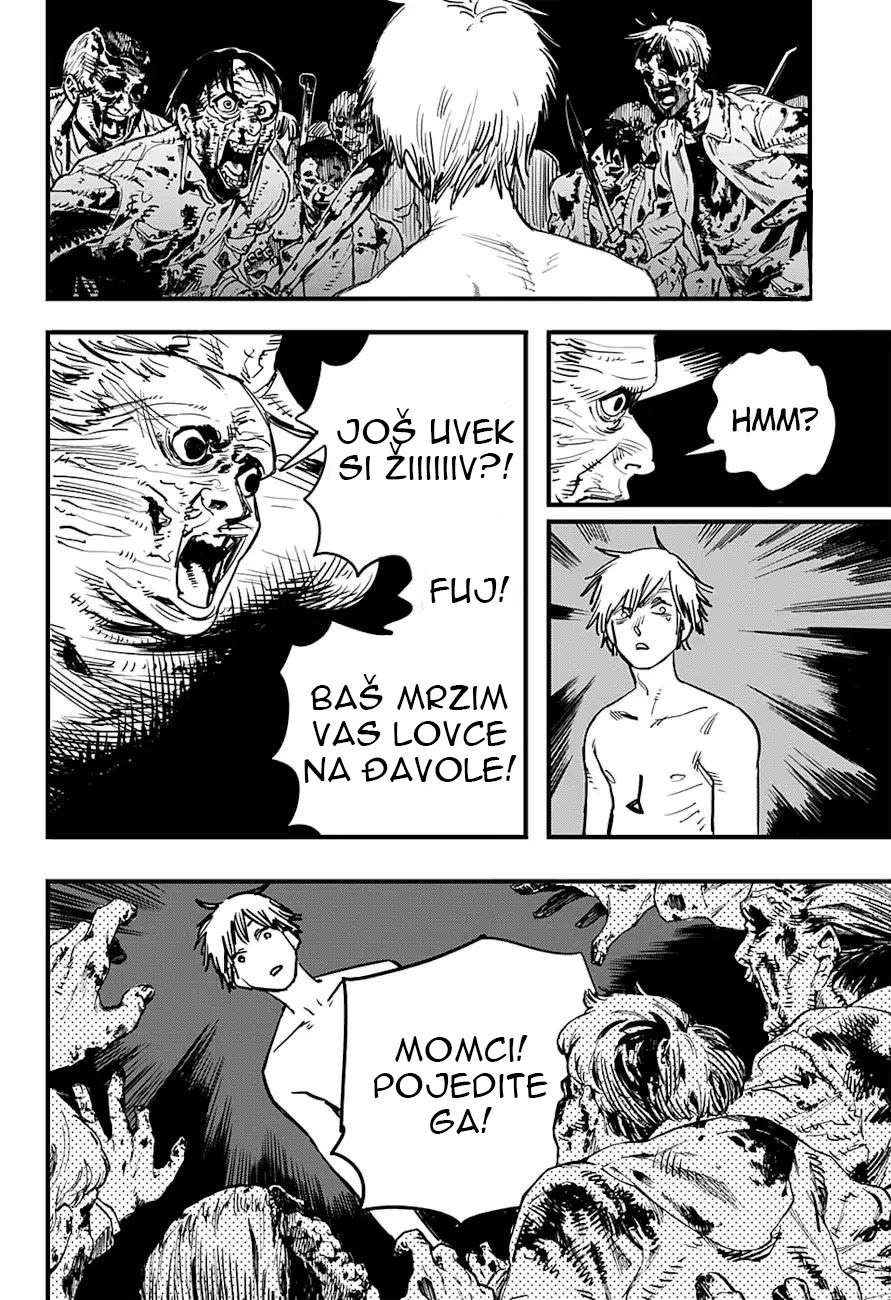 HMM?
JOŠ UVEK
SI ŽIIIIIIV?!
FUJ!
BAŠ MRZIM
VAS LOVCE
NA ĐAVOLE!
MOMCI!
POJEDITE
GA!